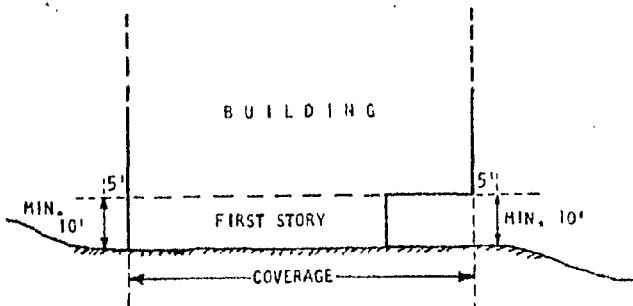 BUILDING
5' 5'
MIN. 10' FIRST STORY MIN. 10'
COVERAGE